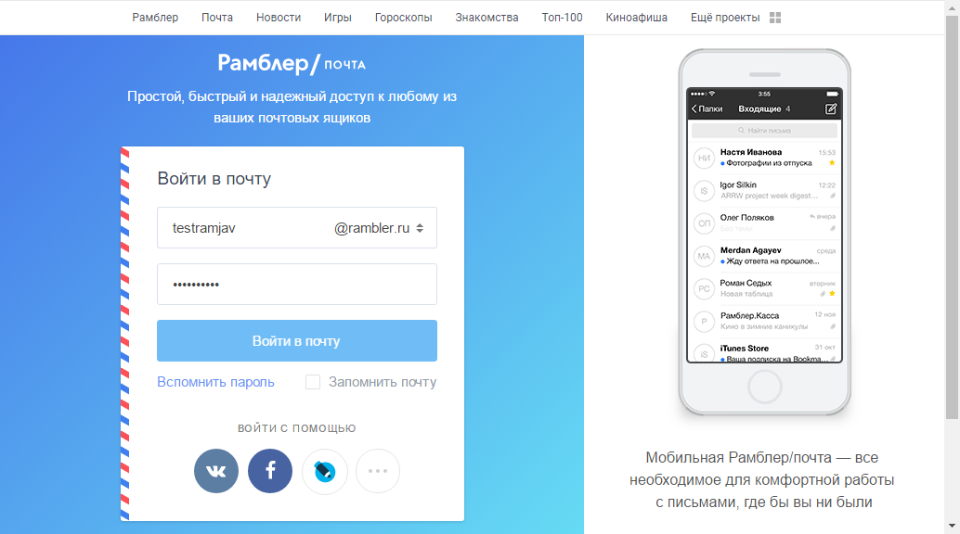 Рамблер Почта Новости Игры Гороскопы Знакомства Топ-100 Киноафиша Ещё проекты
Рамблер/ почта
Простой, быстрый и надежный доступ к любому из
ваших почтовых ящиков
Войти в почту
testramjav @rambler.ru
••••••••••
Войти в почту
Вспомнить пароль Запомнить почту
ВОЙТИ С ПОМОЩЬЮ
3:55
Папки Входящие 4
Найти письма
НИ Настя Иванова 15:53
Фотографии из отпуска
IS Igor Silkin 12:22
ARRW project week digest...
ОП Олег Поляков вчера
Без темы
MA Merdan Agayev среда
Жду ответа на прошлое...
РС Роман Седых вторник
Новая таблица
Р Рамблер.Касса 12 ноя
Кино в зимние каникулы
iS iTunes Store 31 окт
Ваша подписка на Bookma...
Мобильная Рамблер/почта — все
необходимое для комфортной работы
с письмами, где бы вы ни были